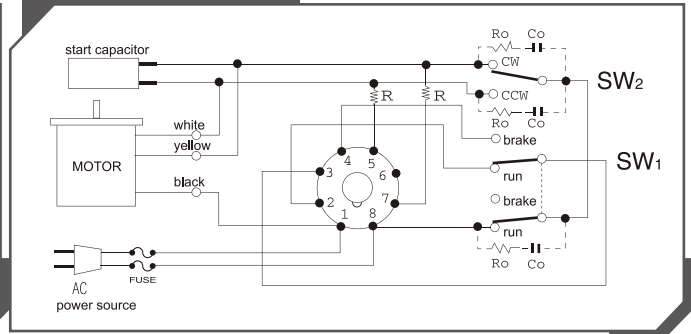 start capacitor
Ro Co
CW
SW2
CCW
R R
Ro Co
white
yellow
brake
4 5
SW1
MOTOR
3 6
run
black
2 7
brake
1 8
run
Ro Co
FUSE
AC
power source